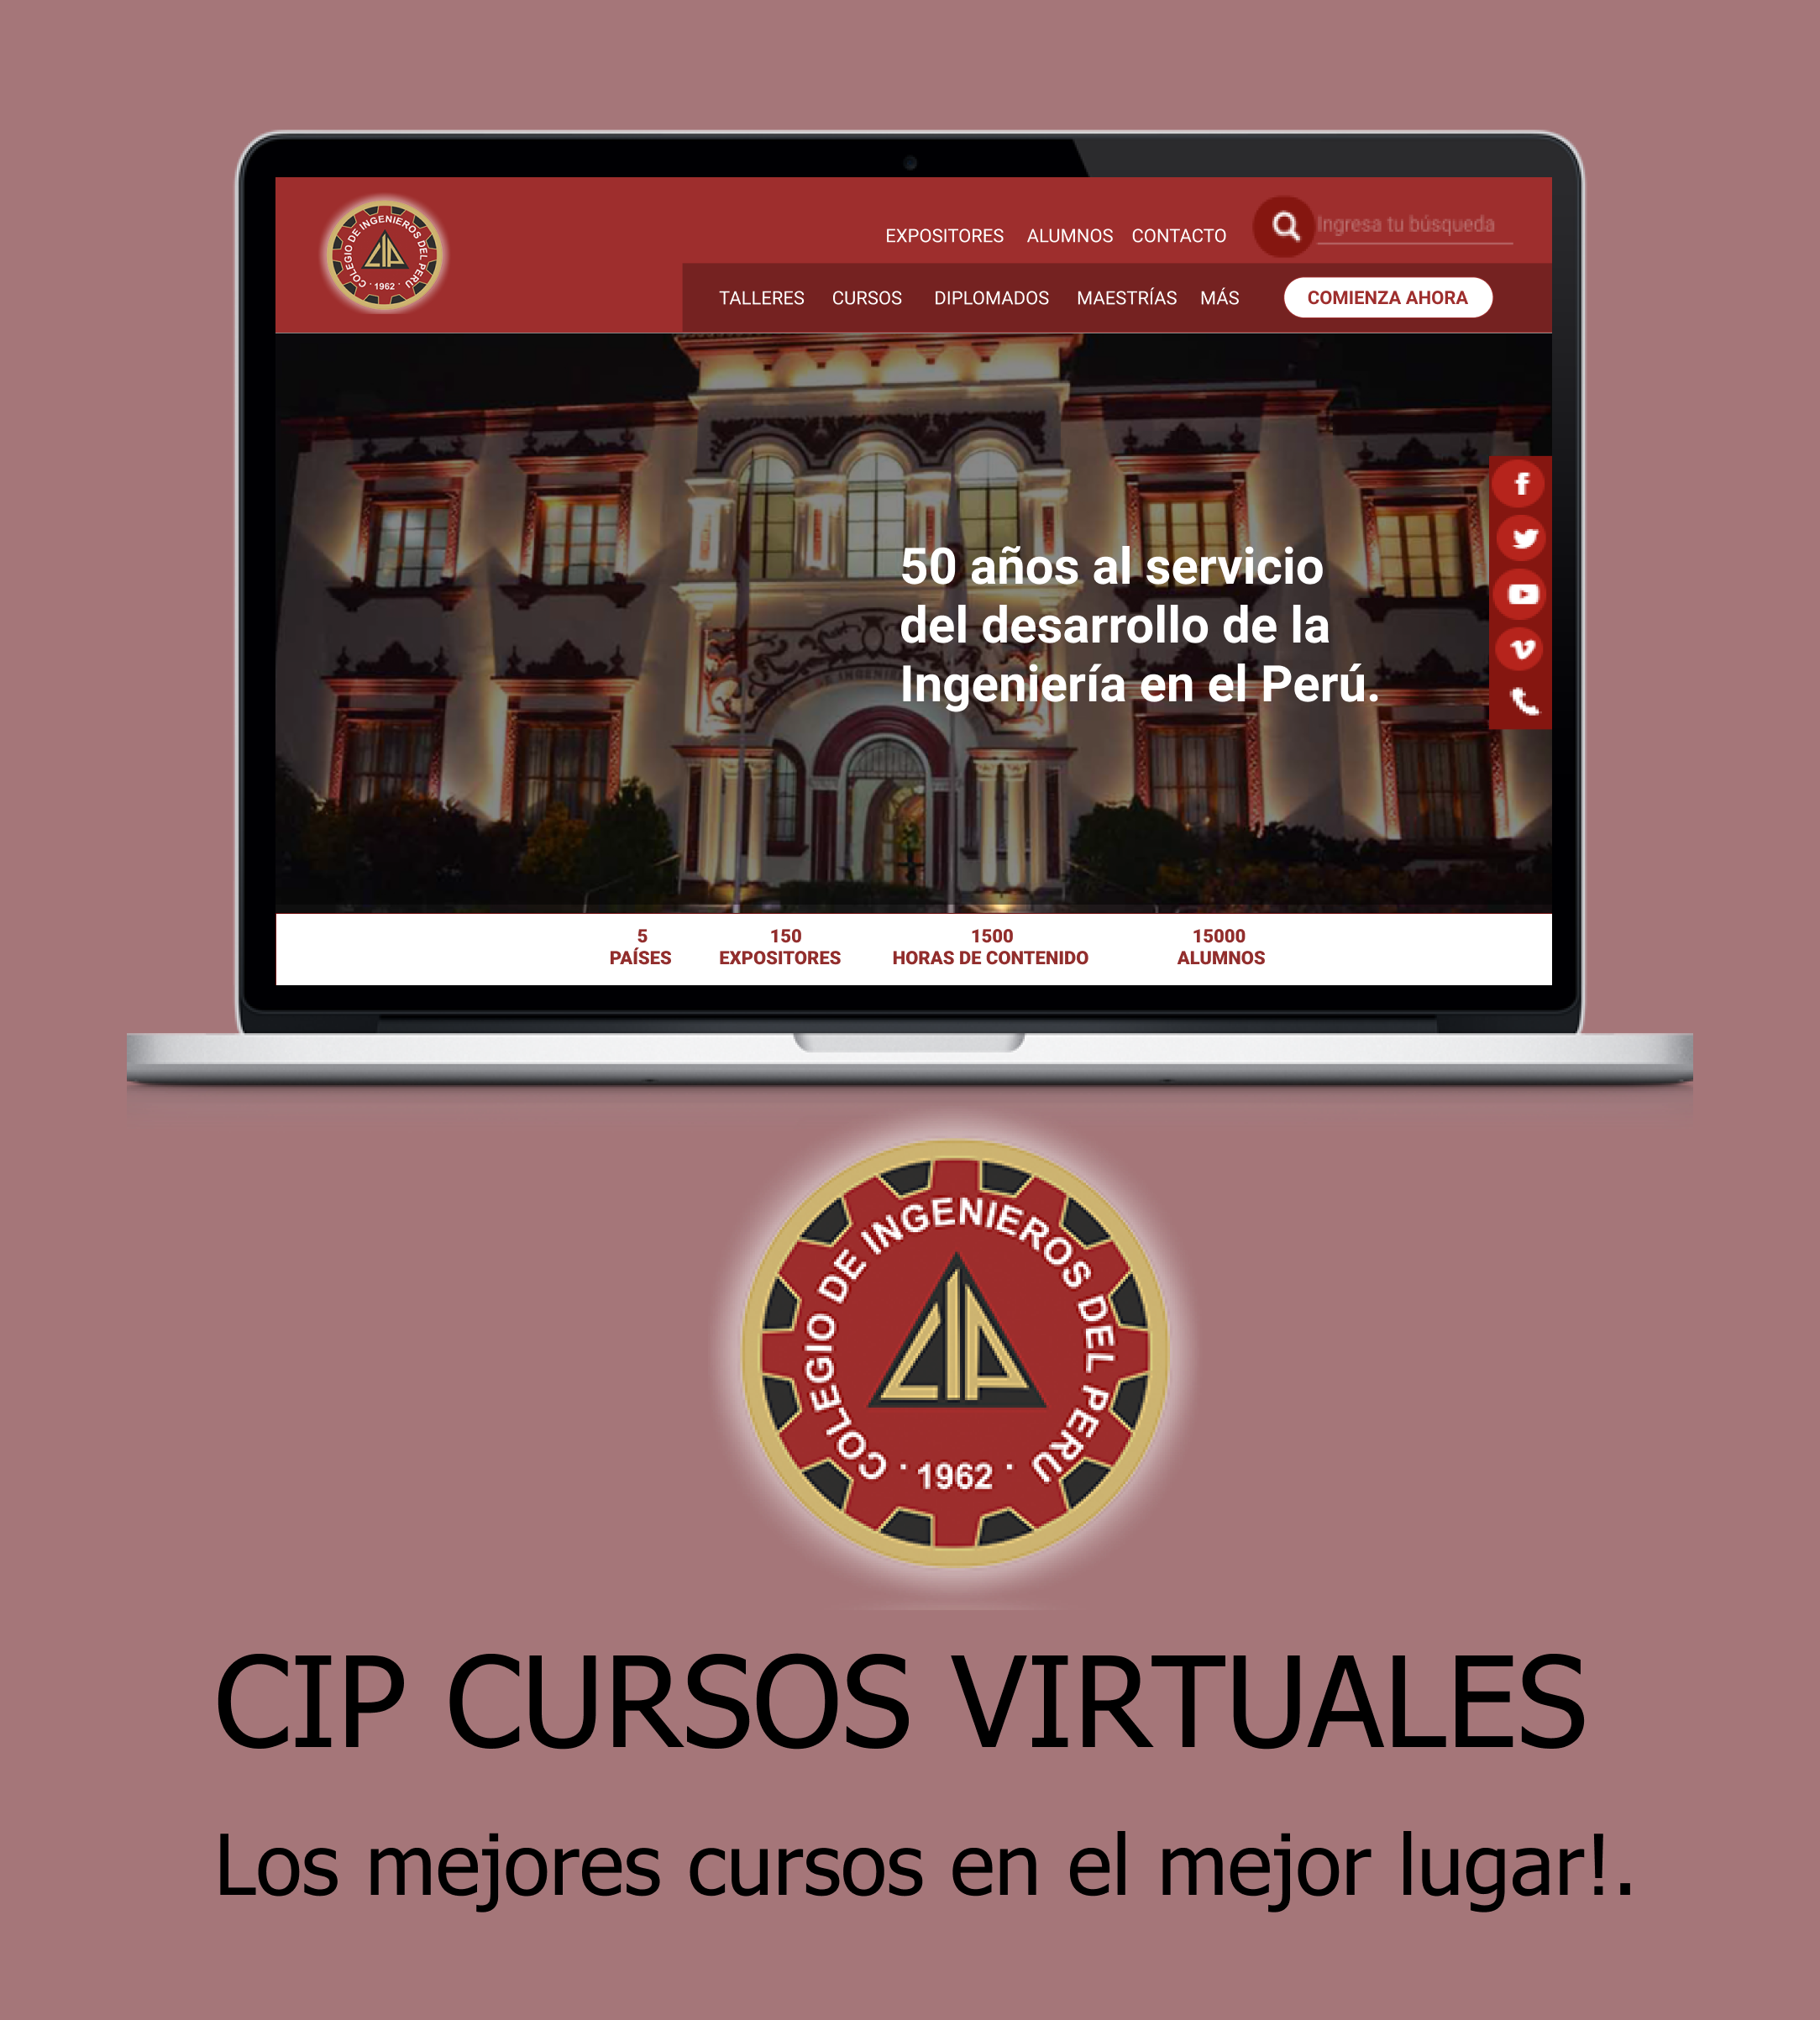 COLEGIO DE INGENIEROS DEL PERU
· 1962 ·
CIP
EXPOSITORES ALUMNOS CONTACTO
Ingresa tu búsqueda
TALLERES CURSOS DIPLOMADOS MAESTRÍAS MÁS
COMIENZA AHORA
50 años al servicio
del desarrollo de la
Ingeniería en el Perú.
5 150 1500 15000
PAÍSES EXPOSITORES HORAS DE CONTENIDO ALUMNOS
COLEGIO DE INGENIEROS DEL PERU
CIP
· 1962 ·
CIP CURSOS VIRTUALES
Los mejores cursos en el mejor lugar!.